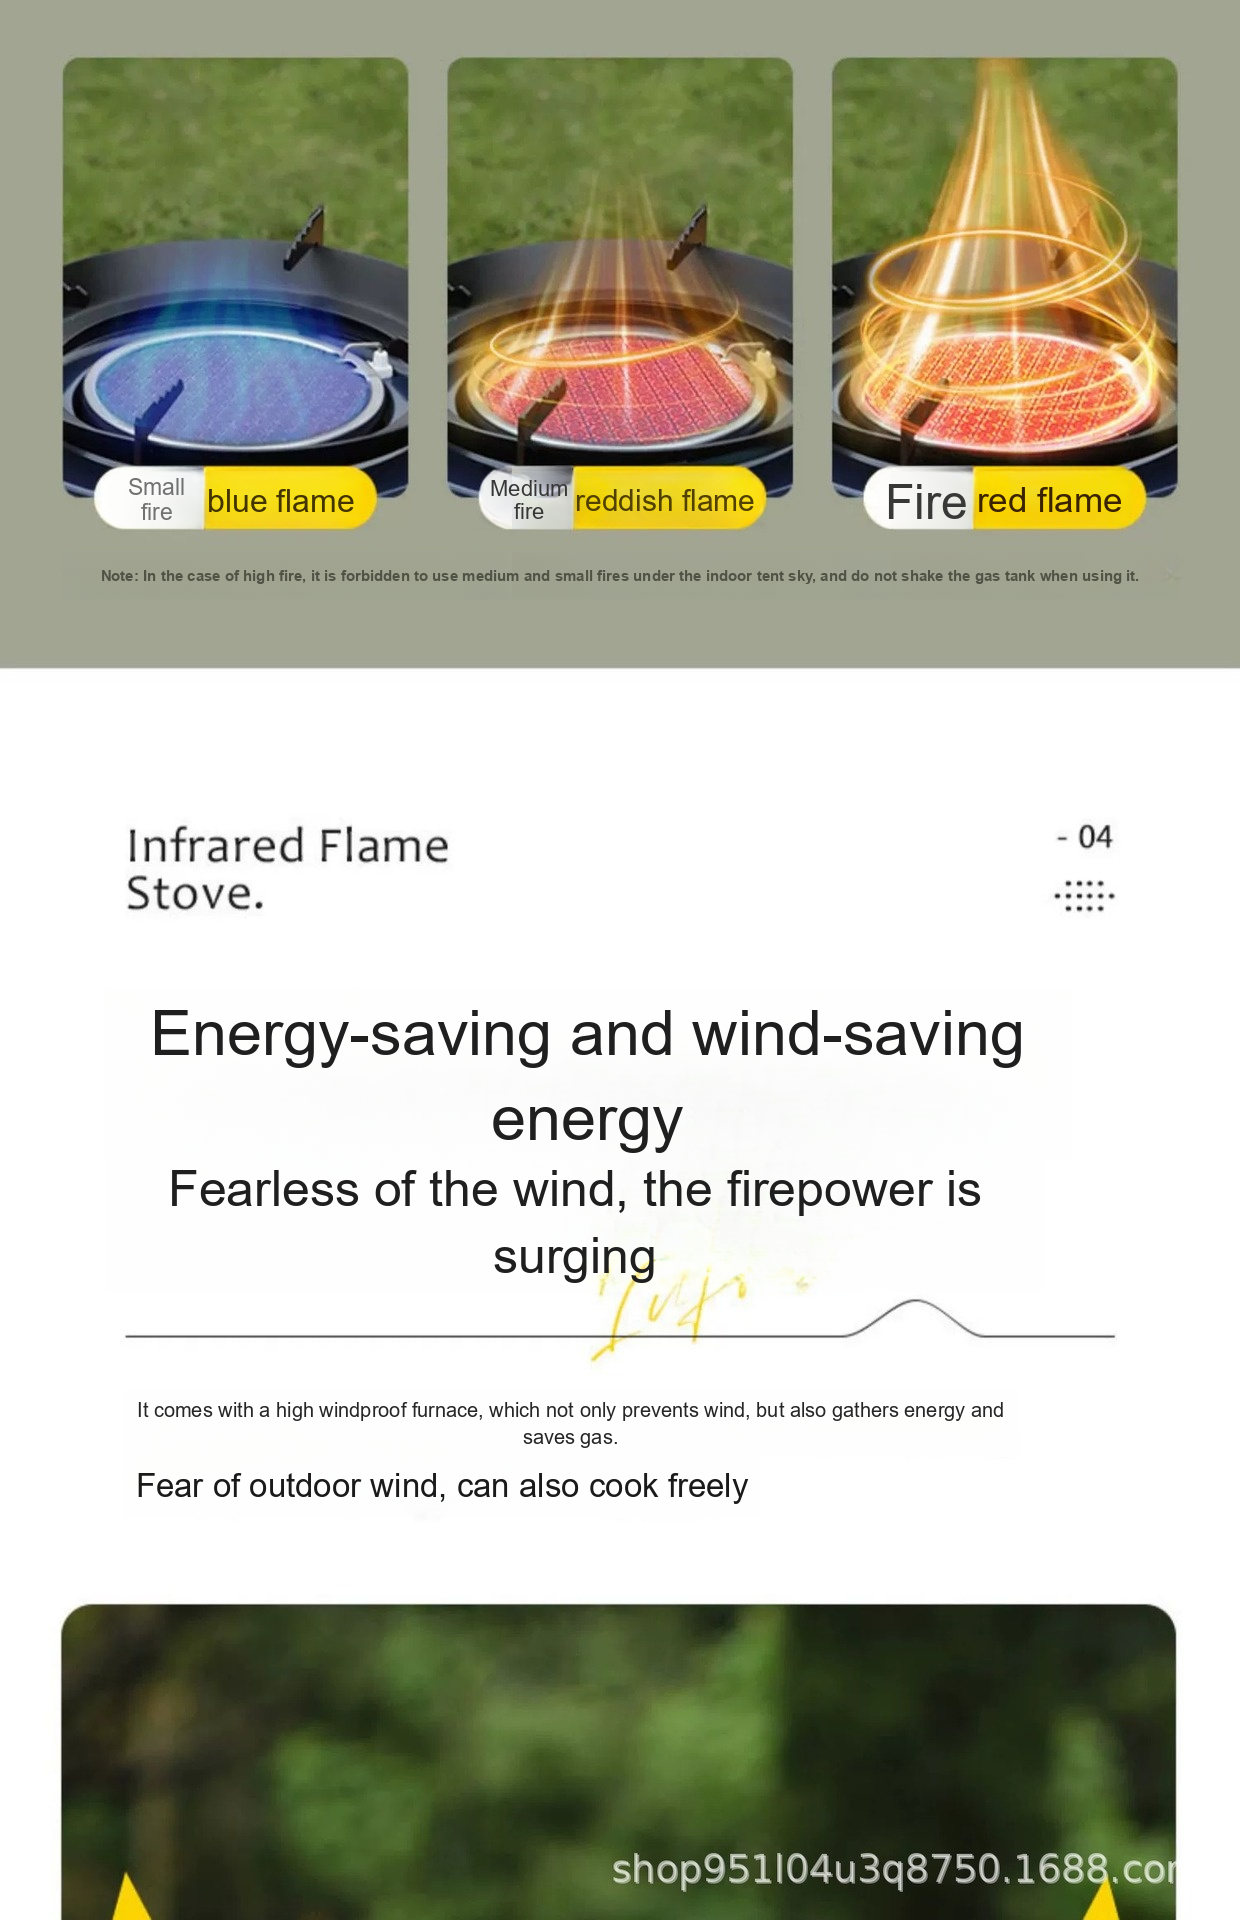 Small
fire
blue flame
Medium
fire
reddish flame
Fire
red flame
Note: In the case of high fire, it is forbidden to use medium and small fires under the indoor tent sky, and do not shake the gas tank when using it.
Infrared Flame
Stove.
- 04
Energy-saving and wind-saving
energy
Fearless of the wind, the firepower is
surging
It comes with a high windproof furnace, which not only prevents wind, but also gathers energy and
saves gas.
Fear of outdoor wind, can also cook freely
shop951l04u3q8750.1688.com